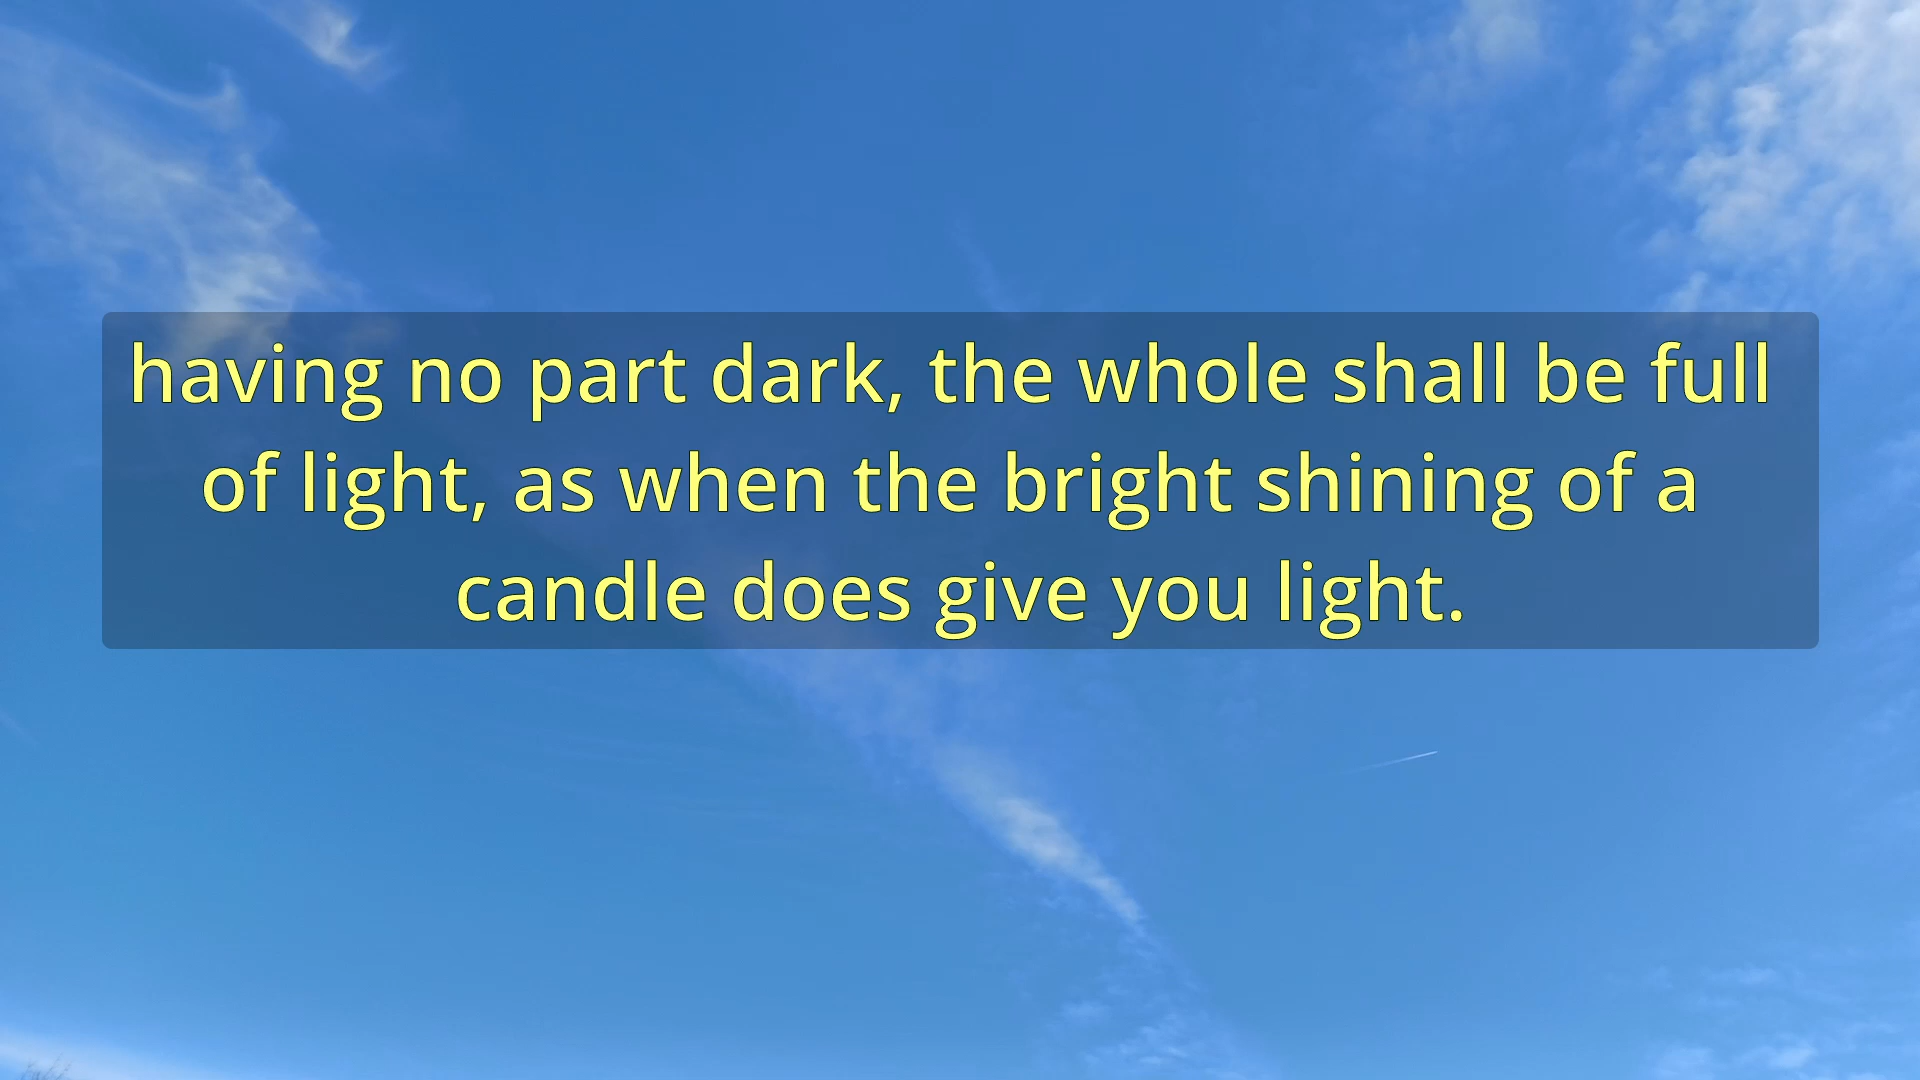 having no part dark, the whole shall be full
of light, as when the bright shining of a
candle does give you light.